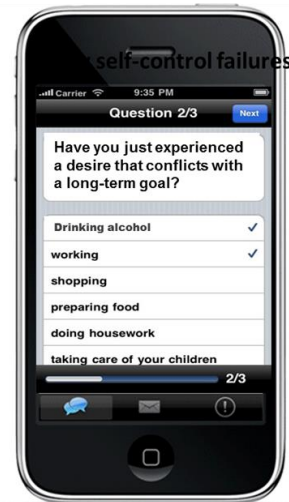 self-control failures
Carrier 9:35 PM
Question 2/3
Next
Have you just experienced
a desire that conflicts with
a long-term goal?
Drinking alcohol
working
shopping
preparing food
doing housework
taking care of your children
2/3